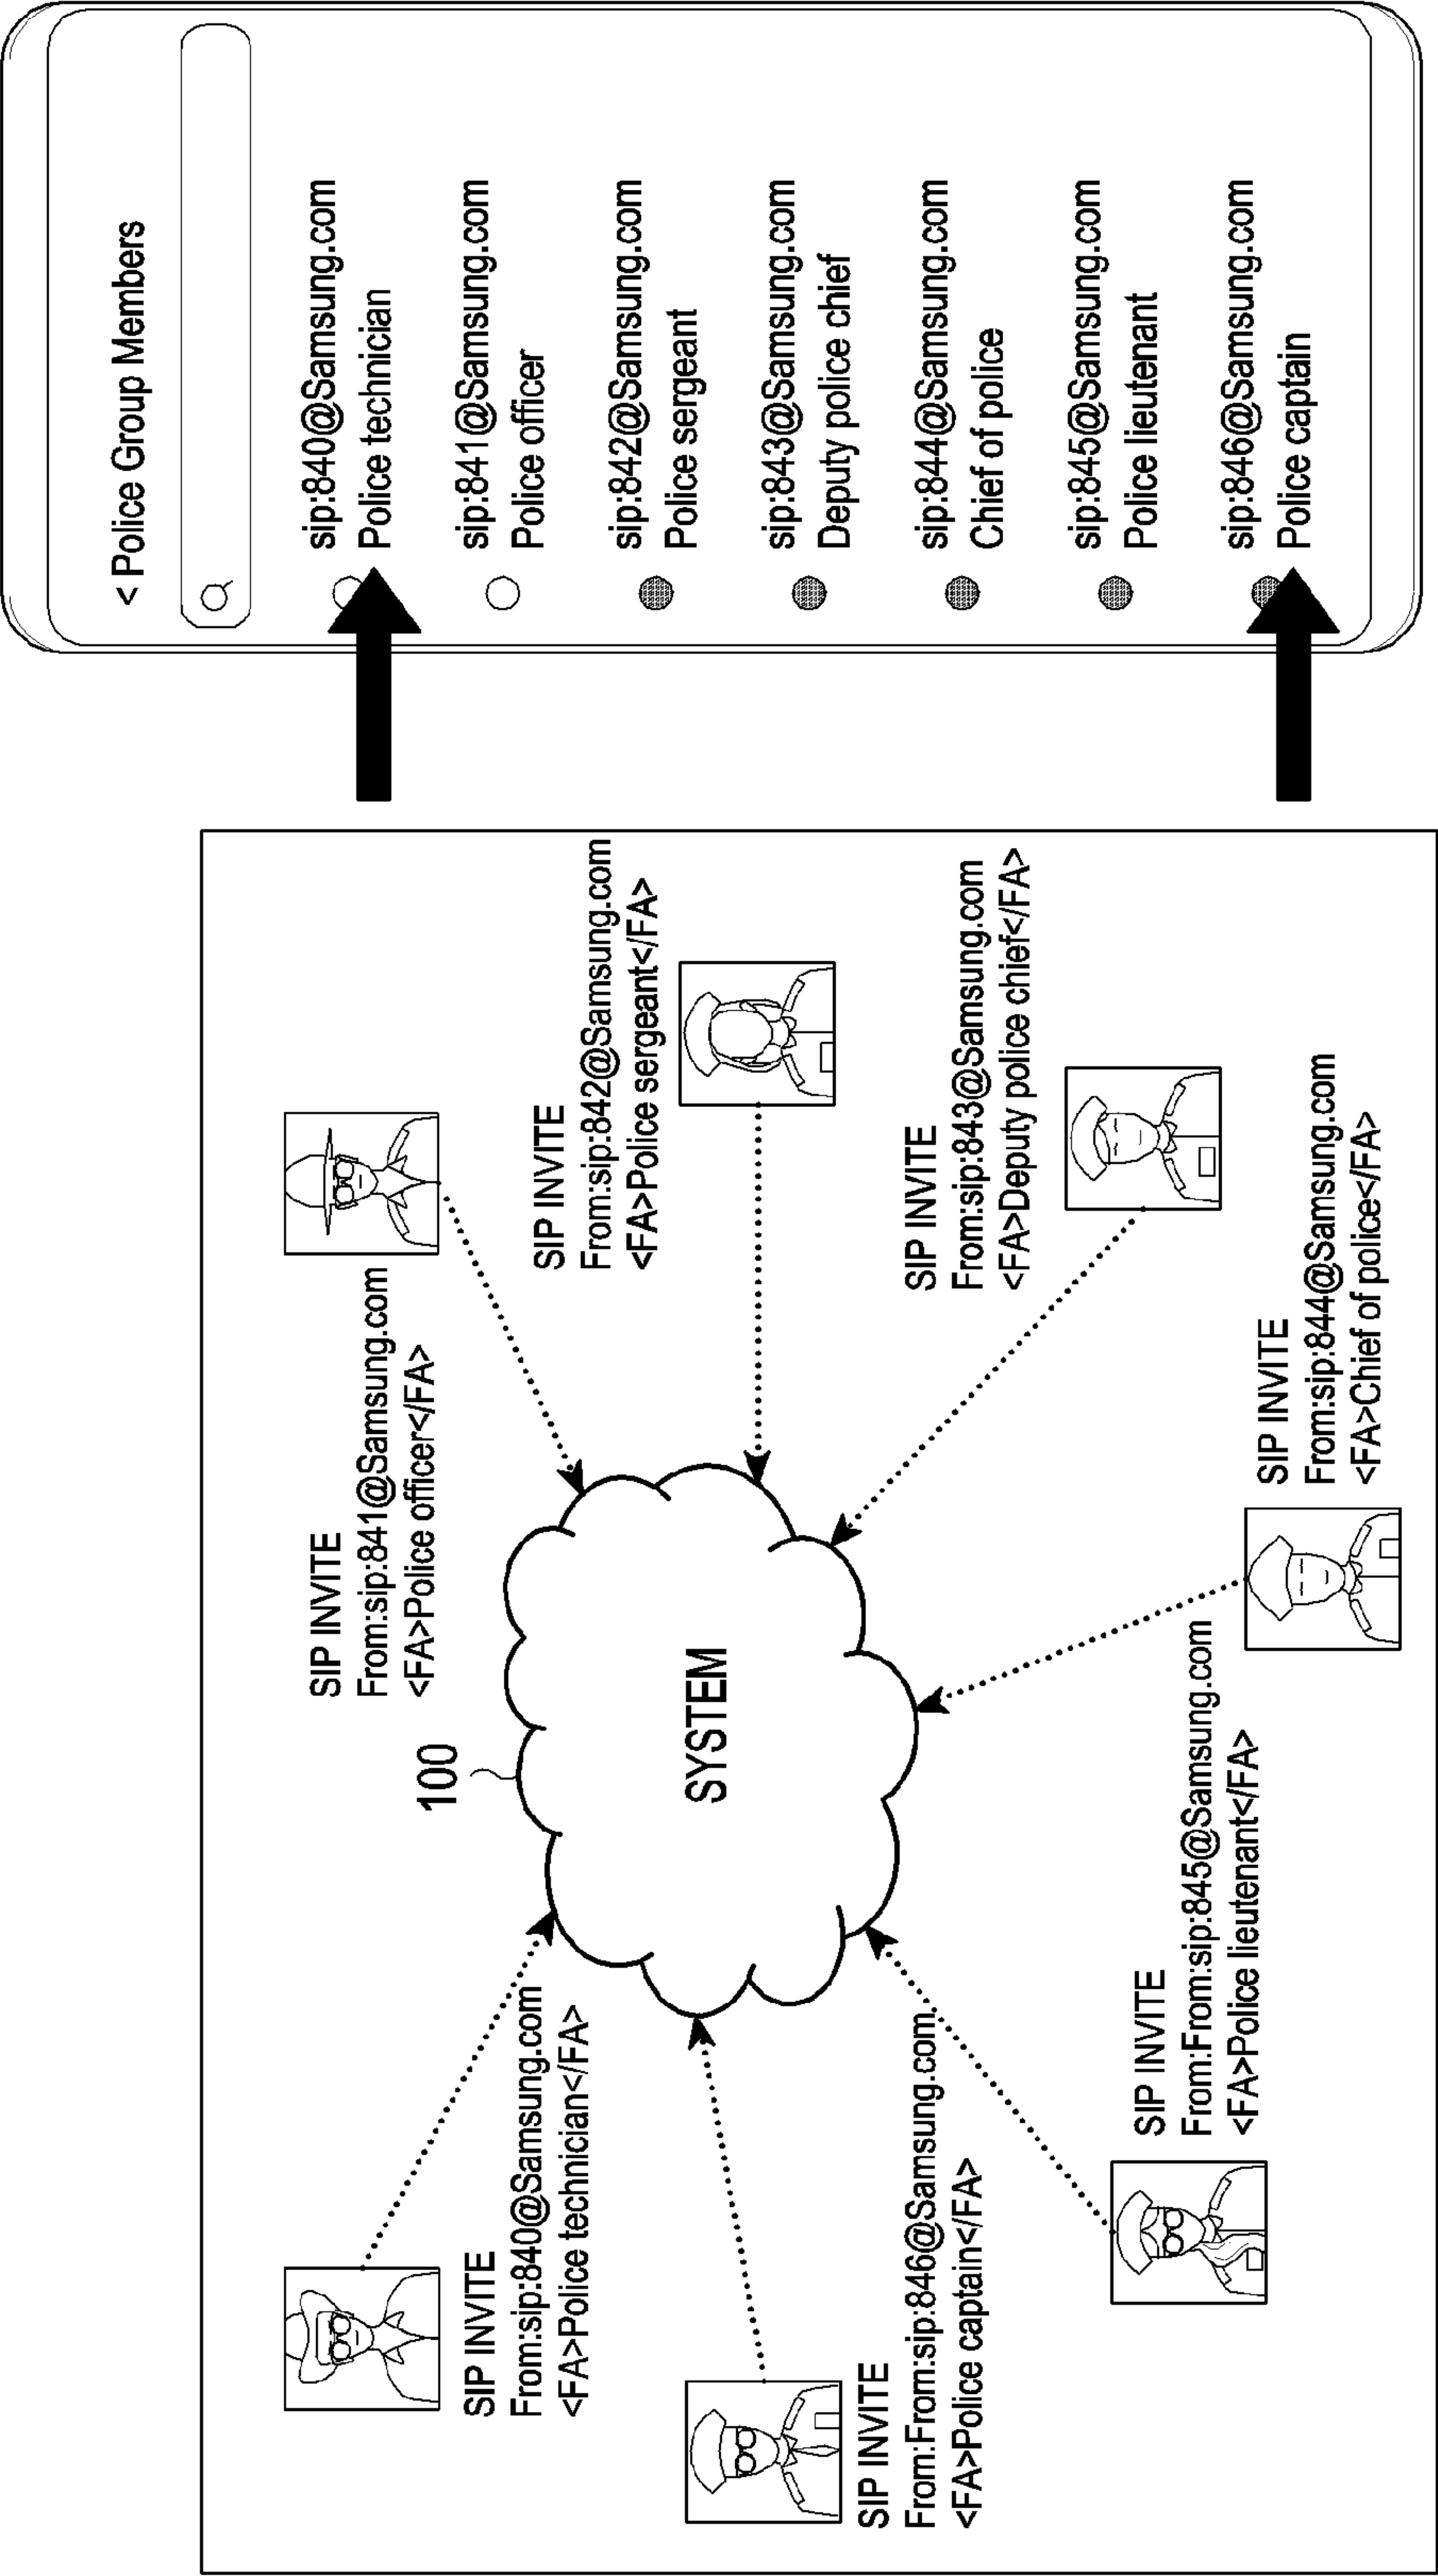 SIP INVITE
From:sip:841@Samsung.com
<FA>Police officer</FA>
SIP INVITE
From:sip:840@Samsung.com
<FA>Police technician</FA>
100
SYSTEM
SIP INVITE
From:sip:842@Samsung.com
<FA>Police sergeant</FA>
SIP INVITE
From:From:sip:846@Samsung.com
<FA>Police captain</FA>
SIP INVITE
From:sip:843@Samsung.com
<FA>Deputy police chief</FA>
SIP INVITE
From:From:sip:845@Samsung.com
<FA>Police lieutenant</FA>
SIP INVITE
From:sip:844@Samsung.com
<FA>Chief of police</FA>
< Police Group Members
sip:840@Samsung.com
Police technician
sip:841@Samsung.com
Police officer
sip:842@Samsung.com
Police sergeant
sip:843@Samsung.com
Deputy police chief
sip:844@Samsung.com
Chief of police
sip:845@Samsung.com
Police lieutenant
sip:846@Samsung.com
Police captain